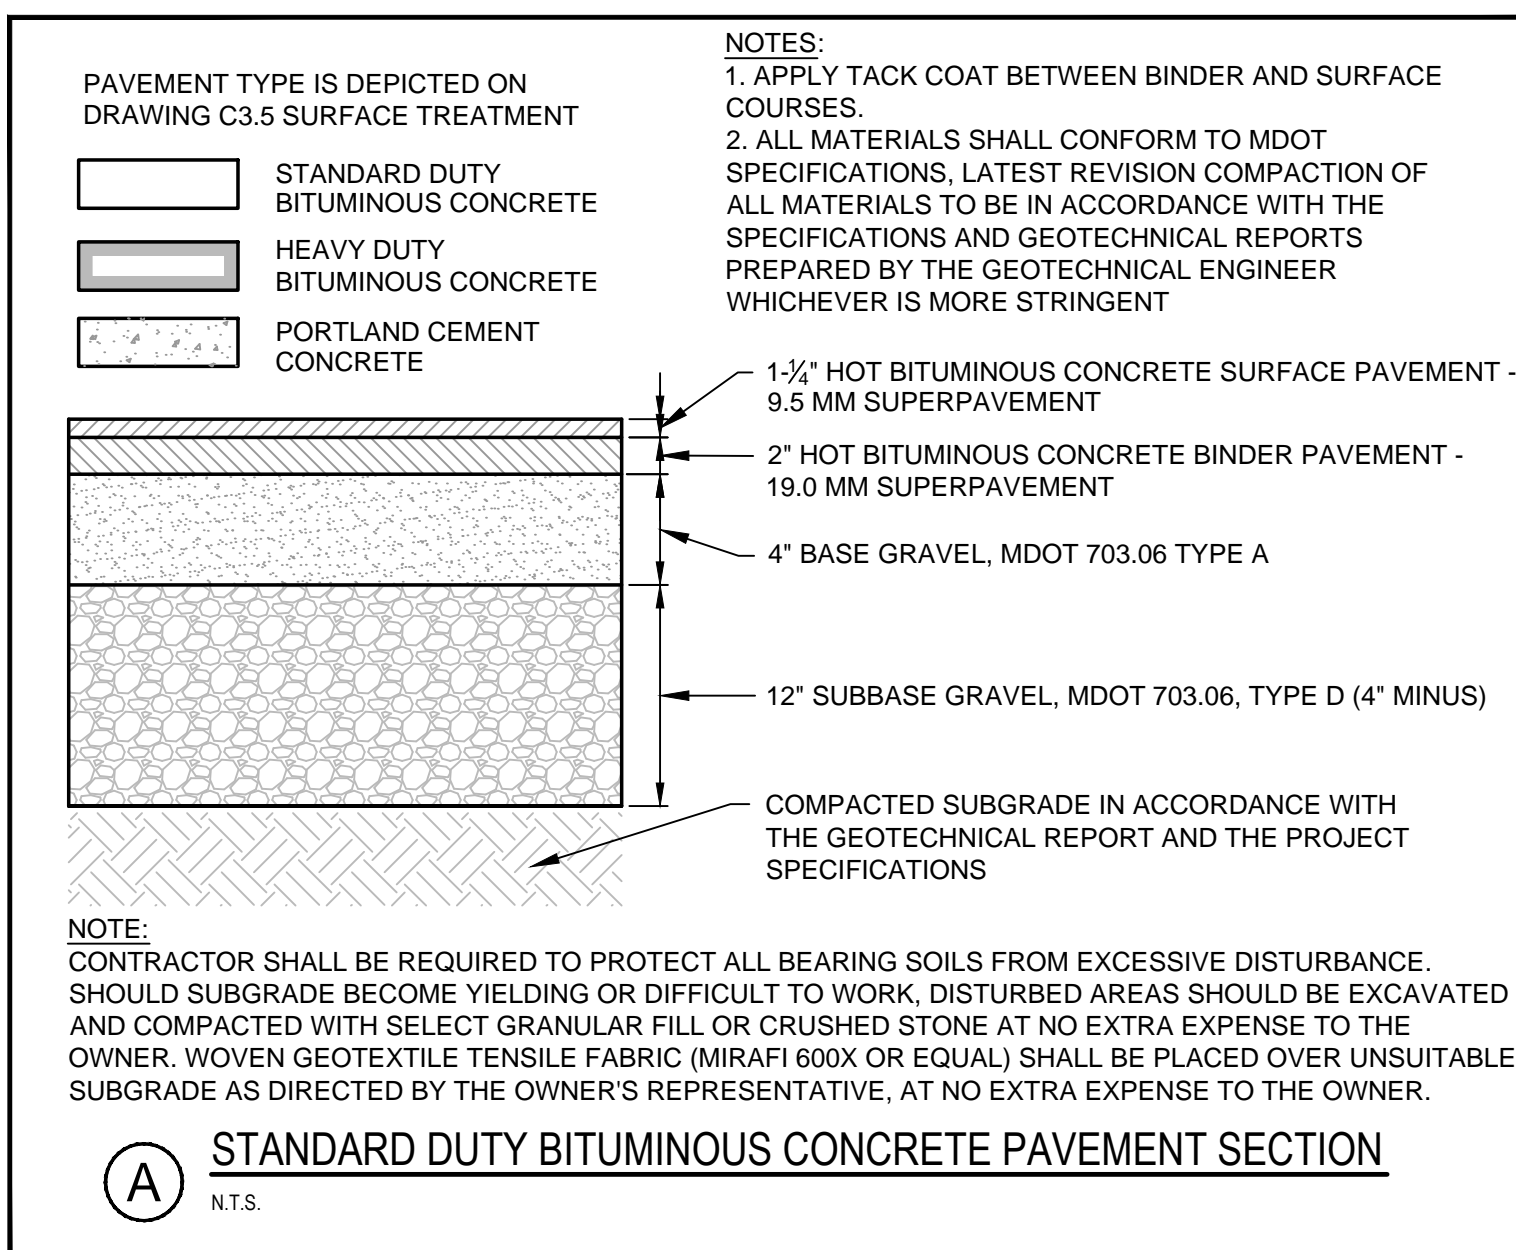 PAVEMENT TYPE IS DEPICTED ON
DRAWING C3.5 SURFACE TREATMENT
STANDARD DUTY
BITUMINOUS CONCRETE
HEAVY DUTY
BITUMINOUS CONCRETE
PORTLAND CEMENT
CONCRETE
NOTES:
1. APPLY TACK COAT BETWEEN BINDER AND SURFACE
COURSES.
2. ALL MATERIALS SHALL CONFORM TO MDOT
SPECIFICATIONS, LATEST REVISION COMPACTION OF
ALL MATERIALS TO BE IN ACCORDANCE WITH THE
SPECIFICATIONS AND GEOTECHNICAL REPORTS
PREPARED BY THE GEOTECHNICAL ENGINEER
WHICHEVER IS MORE STRINGENT
1-¼" HOT BITUMINOUS CONCRETE SURFACE PAVEMENT -
9.5 MM SUPERPAVEMENT
2" HOT BITUMINOUS CONCRETE BINDER PAVEMENT -
19.0 MM SUPERPAVEMENT
4" BASE GRAVEL, MDOT 703.06 TYPE A
12" SUBBASE GRAVEL, MDOT 703.06, TYPE D (4" MINUS)
COMPACTED SUBGRADE IN ACCORDANCE WITH
THE GEOTECHNICAL REPORT AND THE PROJECT
SPECIFICATIONS
NOTE:
CONTRACTOR SHALL BE REQUIRED TO PROTECT ALL BEARING SOILS FROM EXCESSIVE DISTURBANCE.
SHOULD SUBGRADE BECOME YIELDING OR DIFFICULT TO WORK, DISTURBED AREAS SHOULD BE EXCAVATED
AND COMPACTED WITH SELECT GRANULAR FILL OR CRUSHED STONE AT NO EXTRA EXPENSE TO THE
OWNER. WOVEN GEOTEXTILE TENSILE FABRIC (MIRAFI 600X OR EQUAL) SHALL BE PLACED OVER UNSUITABLE
SUBGRADE AS DIRECTED BY THE OWNER'S REPRESENTATIVE, AT NO EXTRA EXPENSE TO THE OWNER.
A
STANDARD DUTY BITUMINOUS CONCRETE PAVEMENT SECTION
N.T.S.